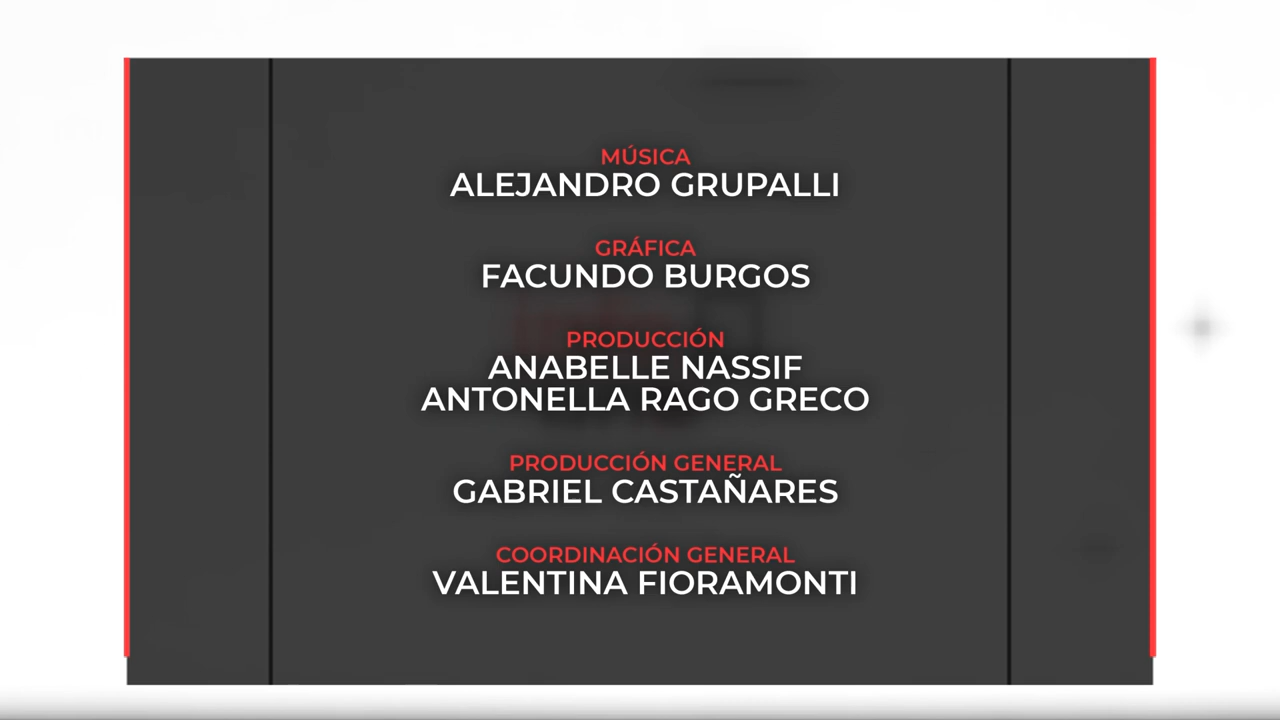 MÚSICA
ALEJANDRO GRUPALLI
GRÁFICA
FACUNDO BURGOS
PRODUCCIÓN
ANABELLE NASSIF
ANTONELLA RAGO GRECO
PRODUCCIÓN GENERAL
GABRIEL CASTAÑARES
COORDINACIÓN GENERAL
VALENTINA FIORAMONTI